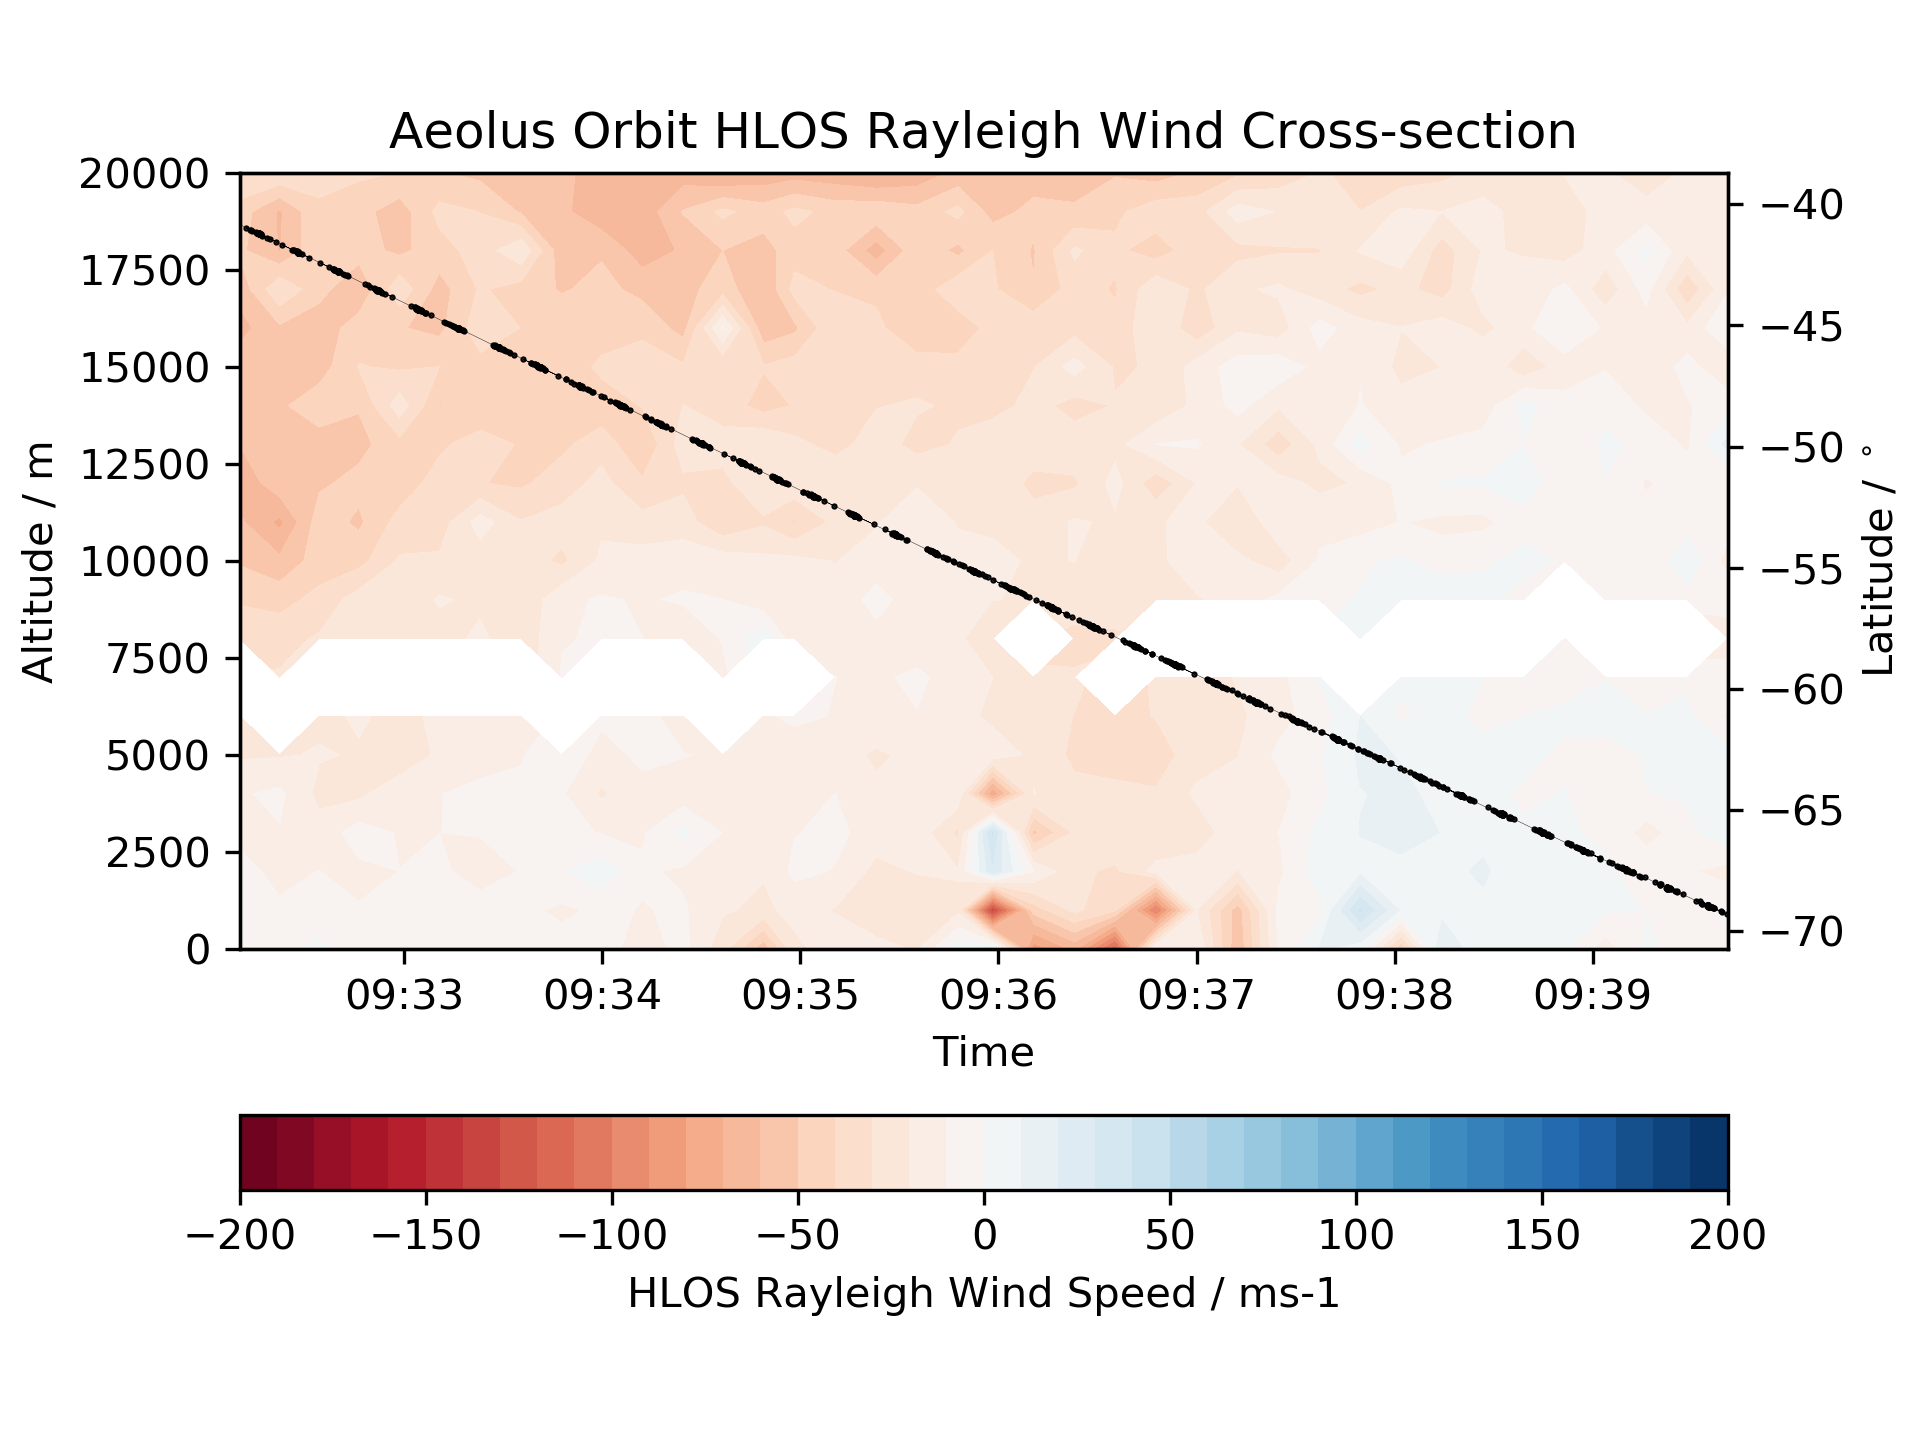 Aeolus Orbit HLOS Rayleigh Wind Cross-section
20000
17500
15000
12500
10000
7500
5000
2500
0
Altitude / m
−40
−45
−50
−55
−60
−65
−70
Latitude / °
09:33 09:34 09:35 09:36 09:37 09:38 09:39
Time
−200 −150 −100 −50 0 50 100 150 200
HLOS Rayleigh Wind Speed / ms-1